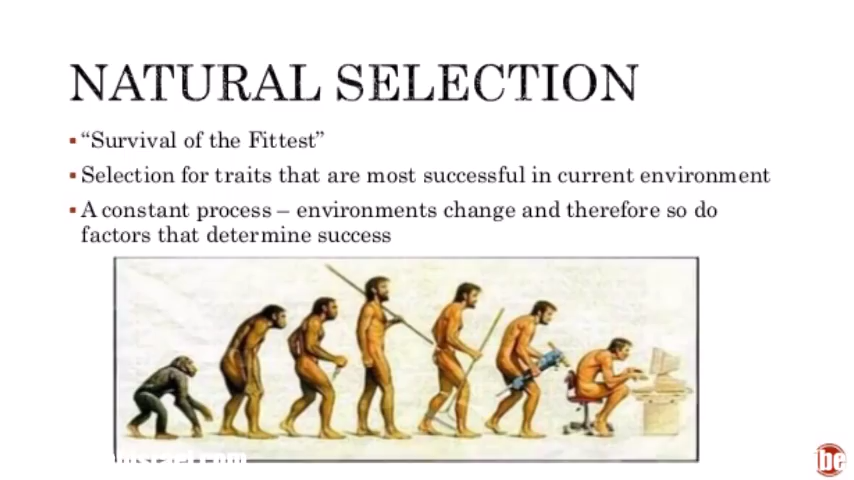 NATURAL SELECTION
▪ “Survival of the Fittest”
▪ Selection for traits that are most successful in current environment
▪ A constant process – environments change and therefore so do
factors that determine success
be